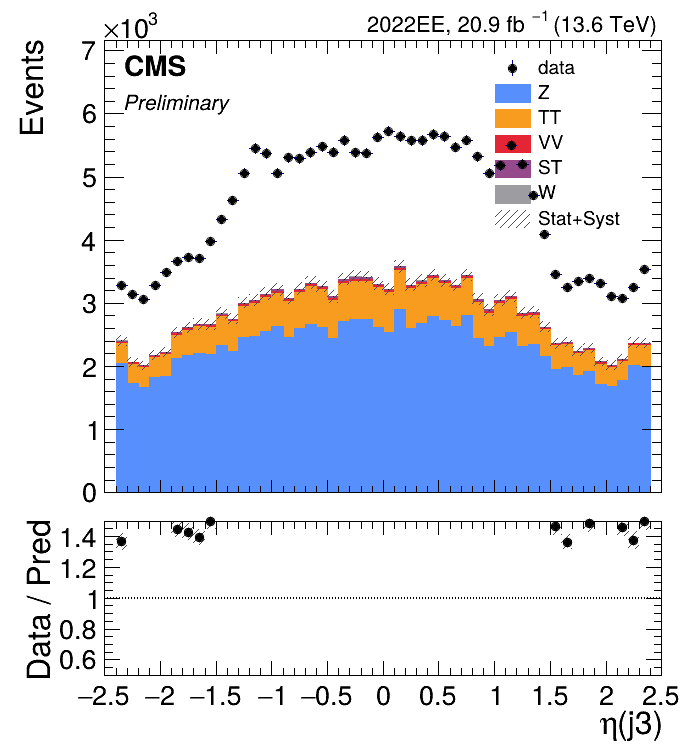 ×10³
2022EE, 20.9 fb ⁻¹ (13.6 TeV)
Events
7
6
5
4
3
2
1
0
CMS
Preliminary
data
Z
TT
VV
ST
W
Stat+Syst
Data / Pred
1.4
1.2
1
0.8
0.6
−2.5 −2 −1.5 −1 −0.5 0 0.5 1 1.5 2 2.5
η(j3)